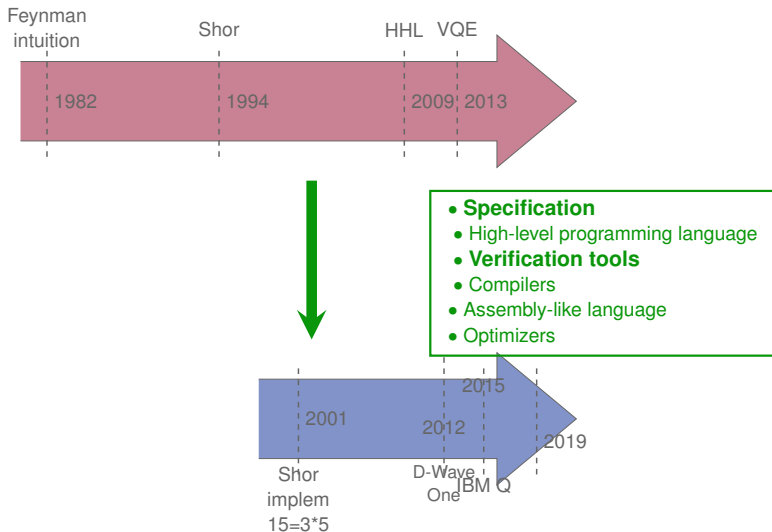 Feynman
intuition
Shor
HHL
VQE
1982
1994
2009
2013
• Specification
• High-level programming language
• Verification tools
• Compilers
• Assembly-like language
• Optimizers
2001
2012
2015
2019
Shor
implem
15=3*5
D-Wave
One
IBM Q